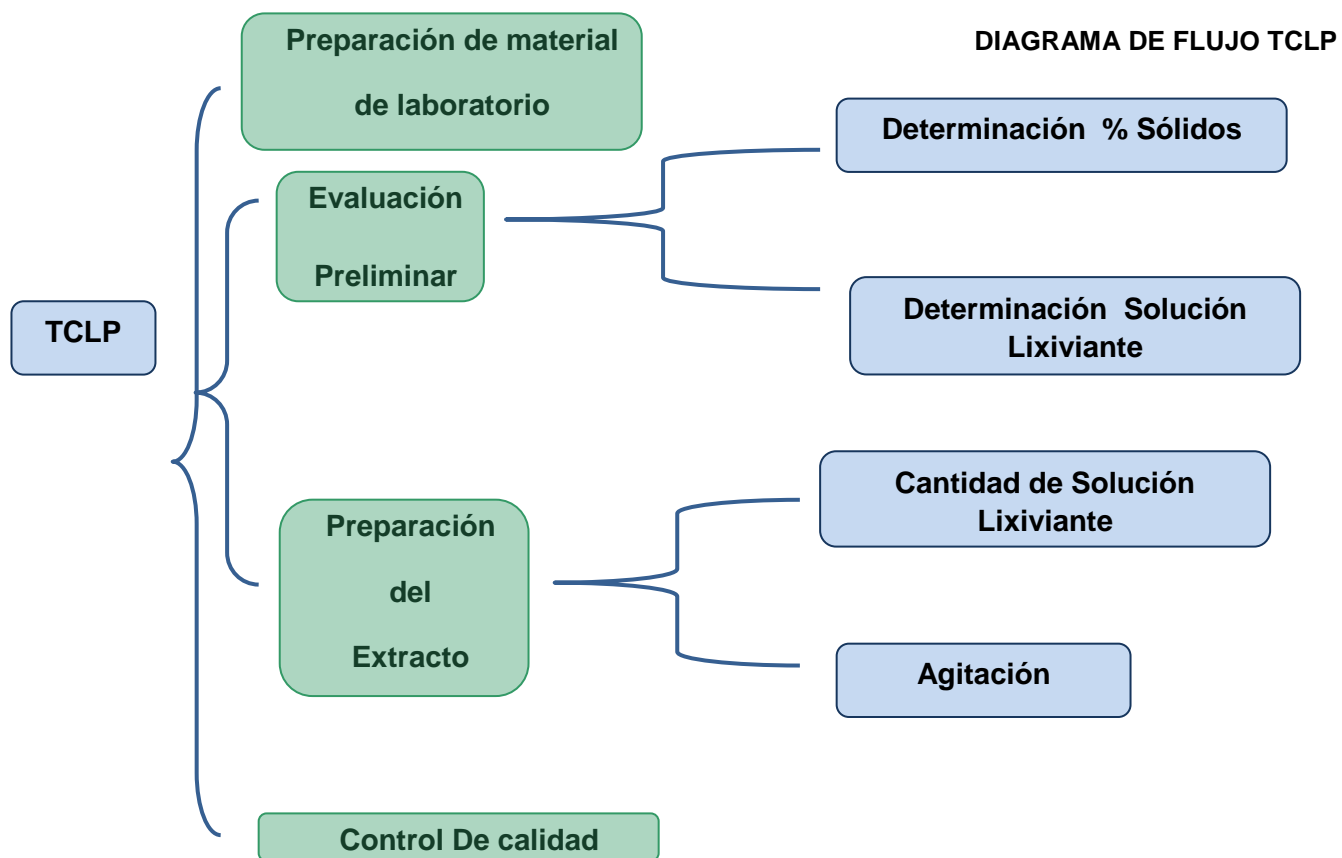 DIAGRAMA DE FLUJO TCLP
TCLP
Preparación de material
de laboratorio
Evaluación
Preliminar
Determinación % Sólidos
Determinación Solución
Lixiviante
Preparación
del
Extracto
Cantidad de Solución
Lixiviante
Agitación
Control De calidad